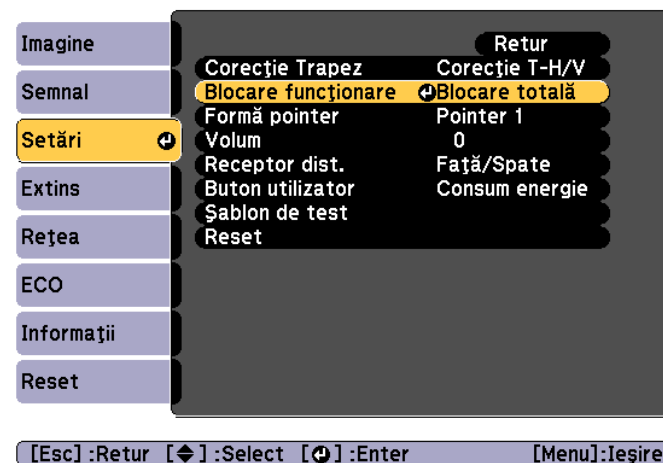 Imagine
Semnal
Setări
Extins
Reţea
ECO
Informaţii
Reset
Retur
Corecţie Trapez Corecţie T-H/V
Blocare funcţionare Blocare totală
Formă pointer Pointer 1
Volum 0
Receptor dist. Faţă/Spate
Buton utilizator Consum energie
Şablon de test
Reset
[Esc] :Retur [◆] :Select [⏎] :Enter [Menu]:Ieşire